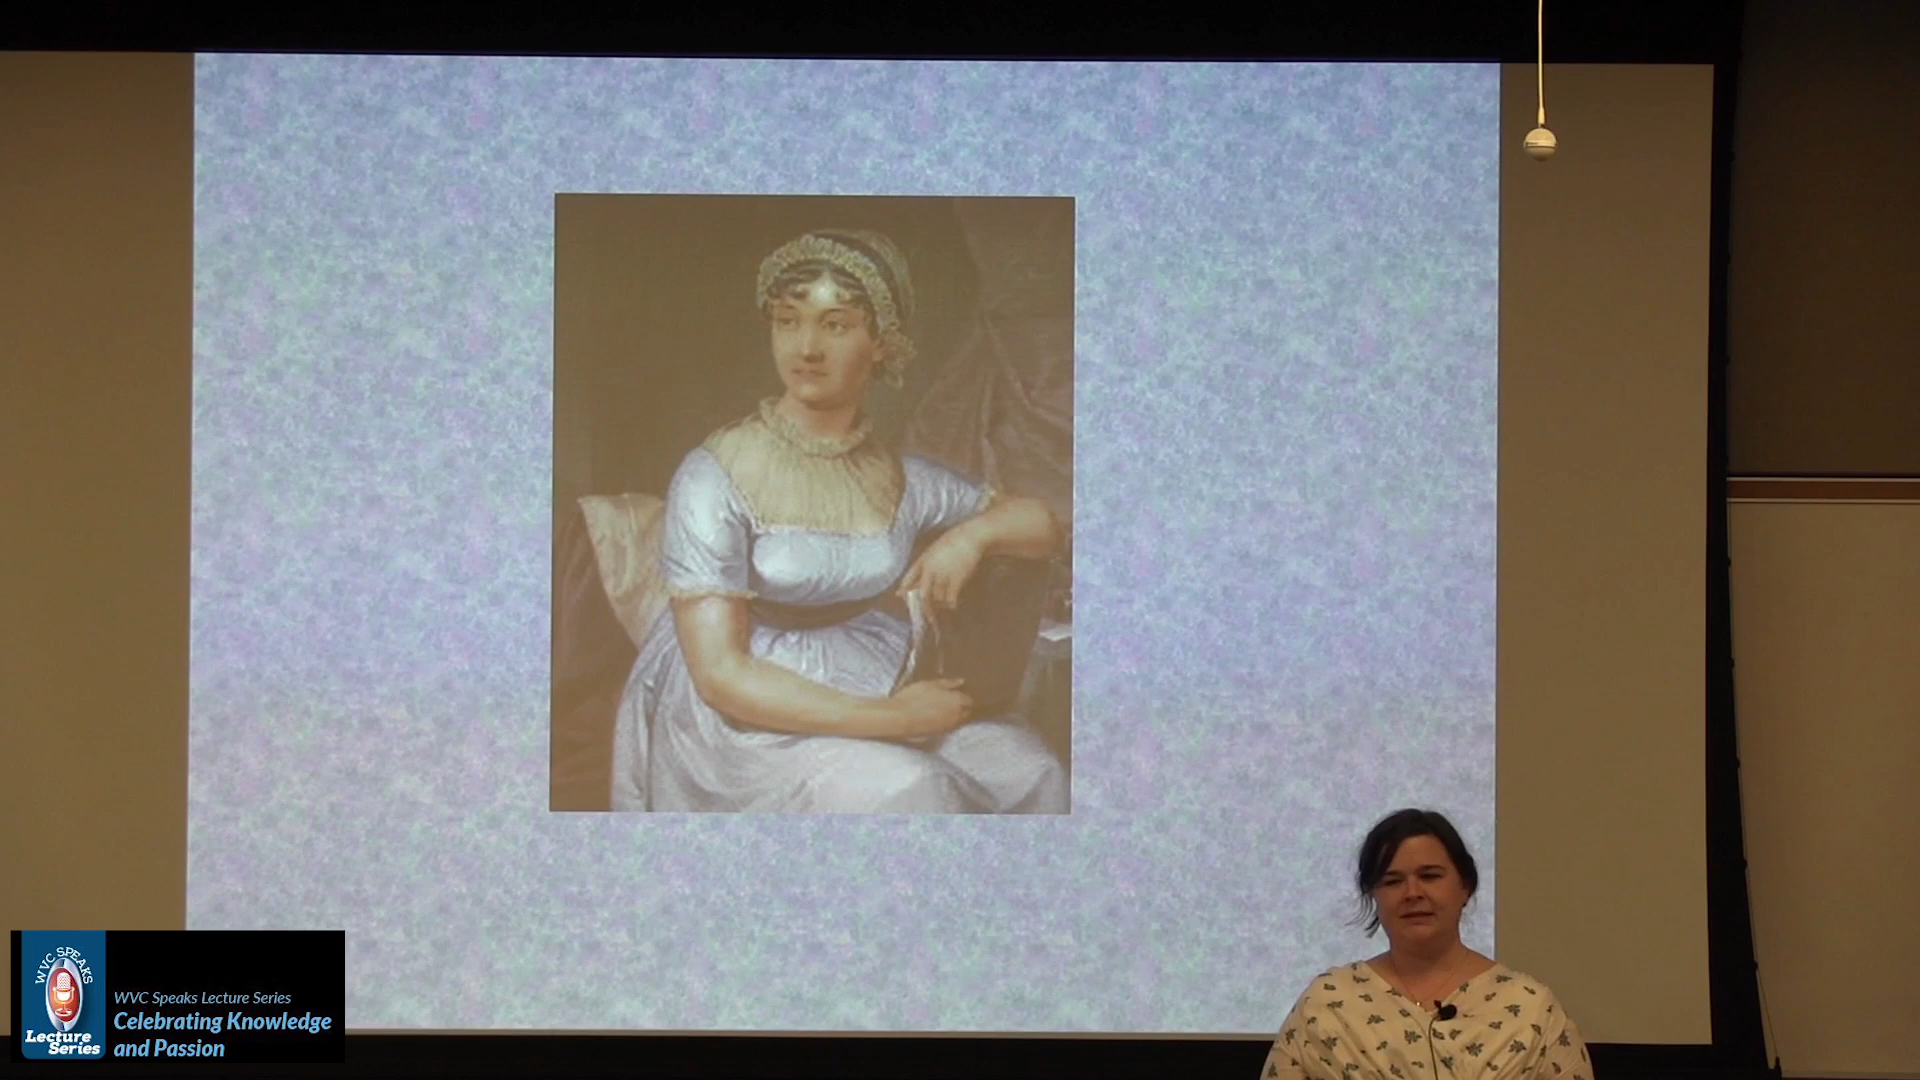 WVC SPEAKS
Lecture
Series
WVC Speaks Lecture Series
Celebrating Knowledge
and Passion